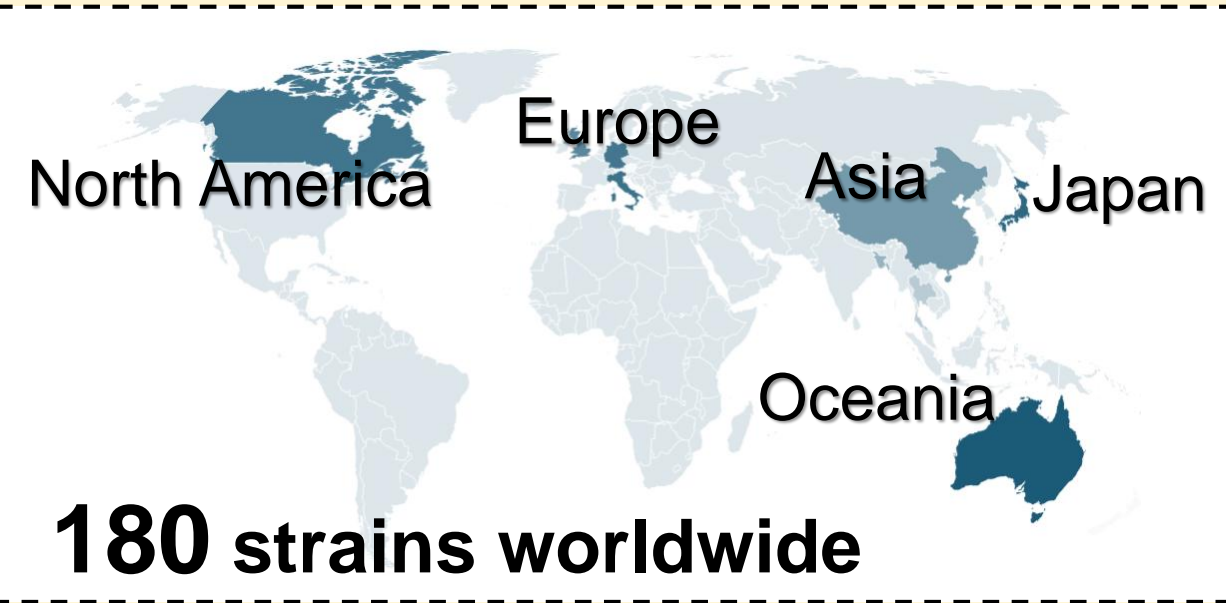 Europe
North America
Asia
Japan
Oceania
180 strains worldwide